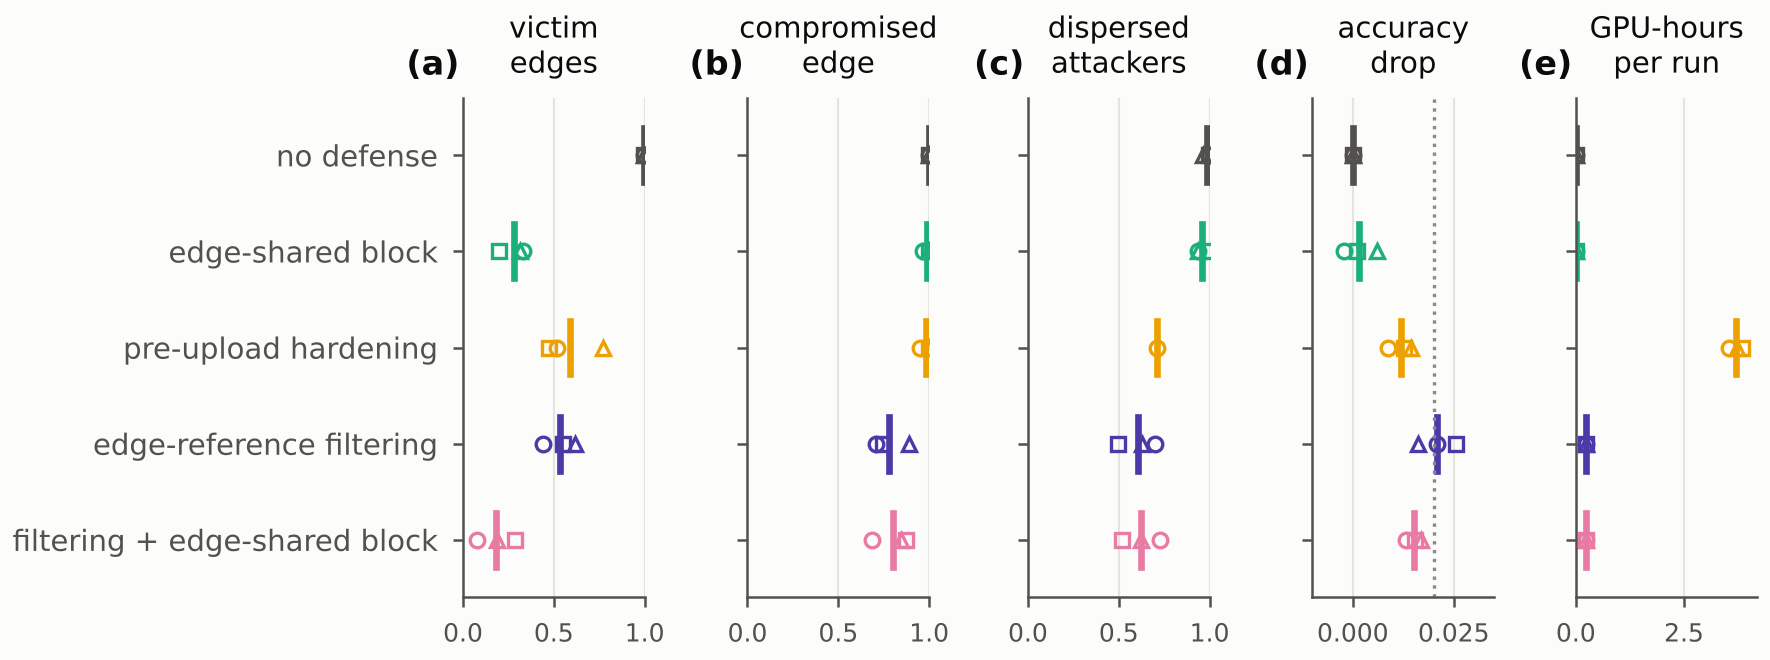 (a) victim
edges
(b) compromised
edge
(c) dispersed
attackers
(d) accuracy
drop
(e) GPU-hours
per run
no defense
edge-shared block
pre-upload hardening
edge-reference filtering
filtering + edge-shared block
0.0 0.5 1.0
0.0 0.5 1.0
0.0 0.5 1.0
0.000 0.025
0.0 2.5